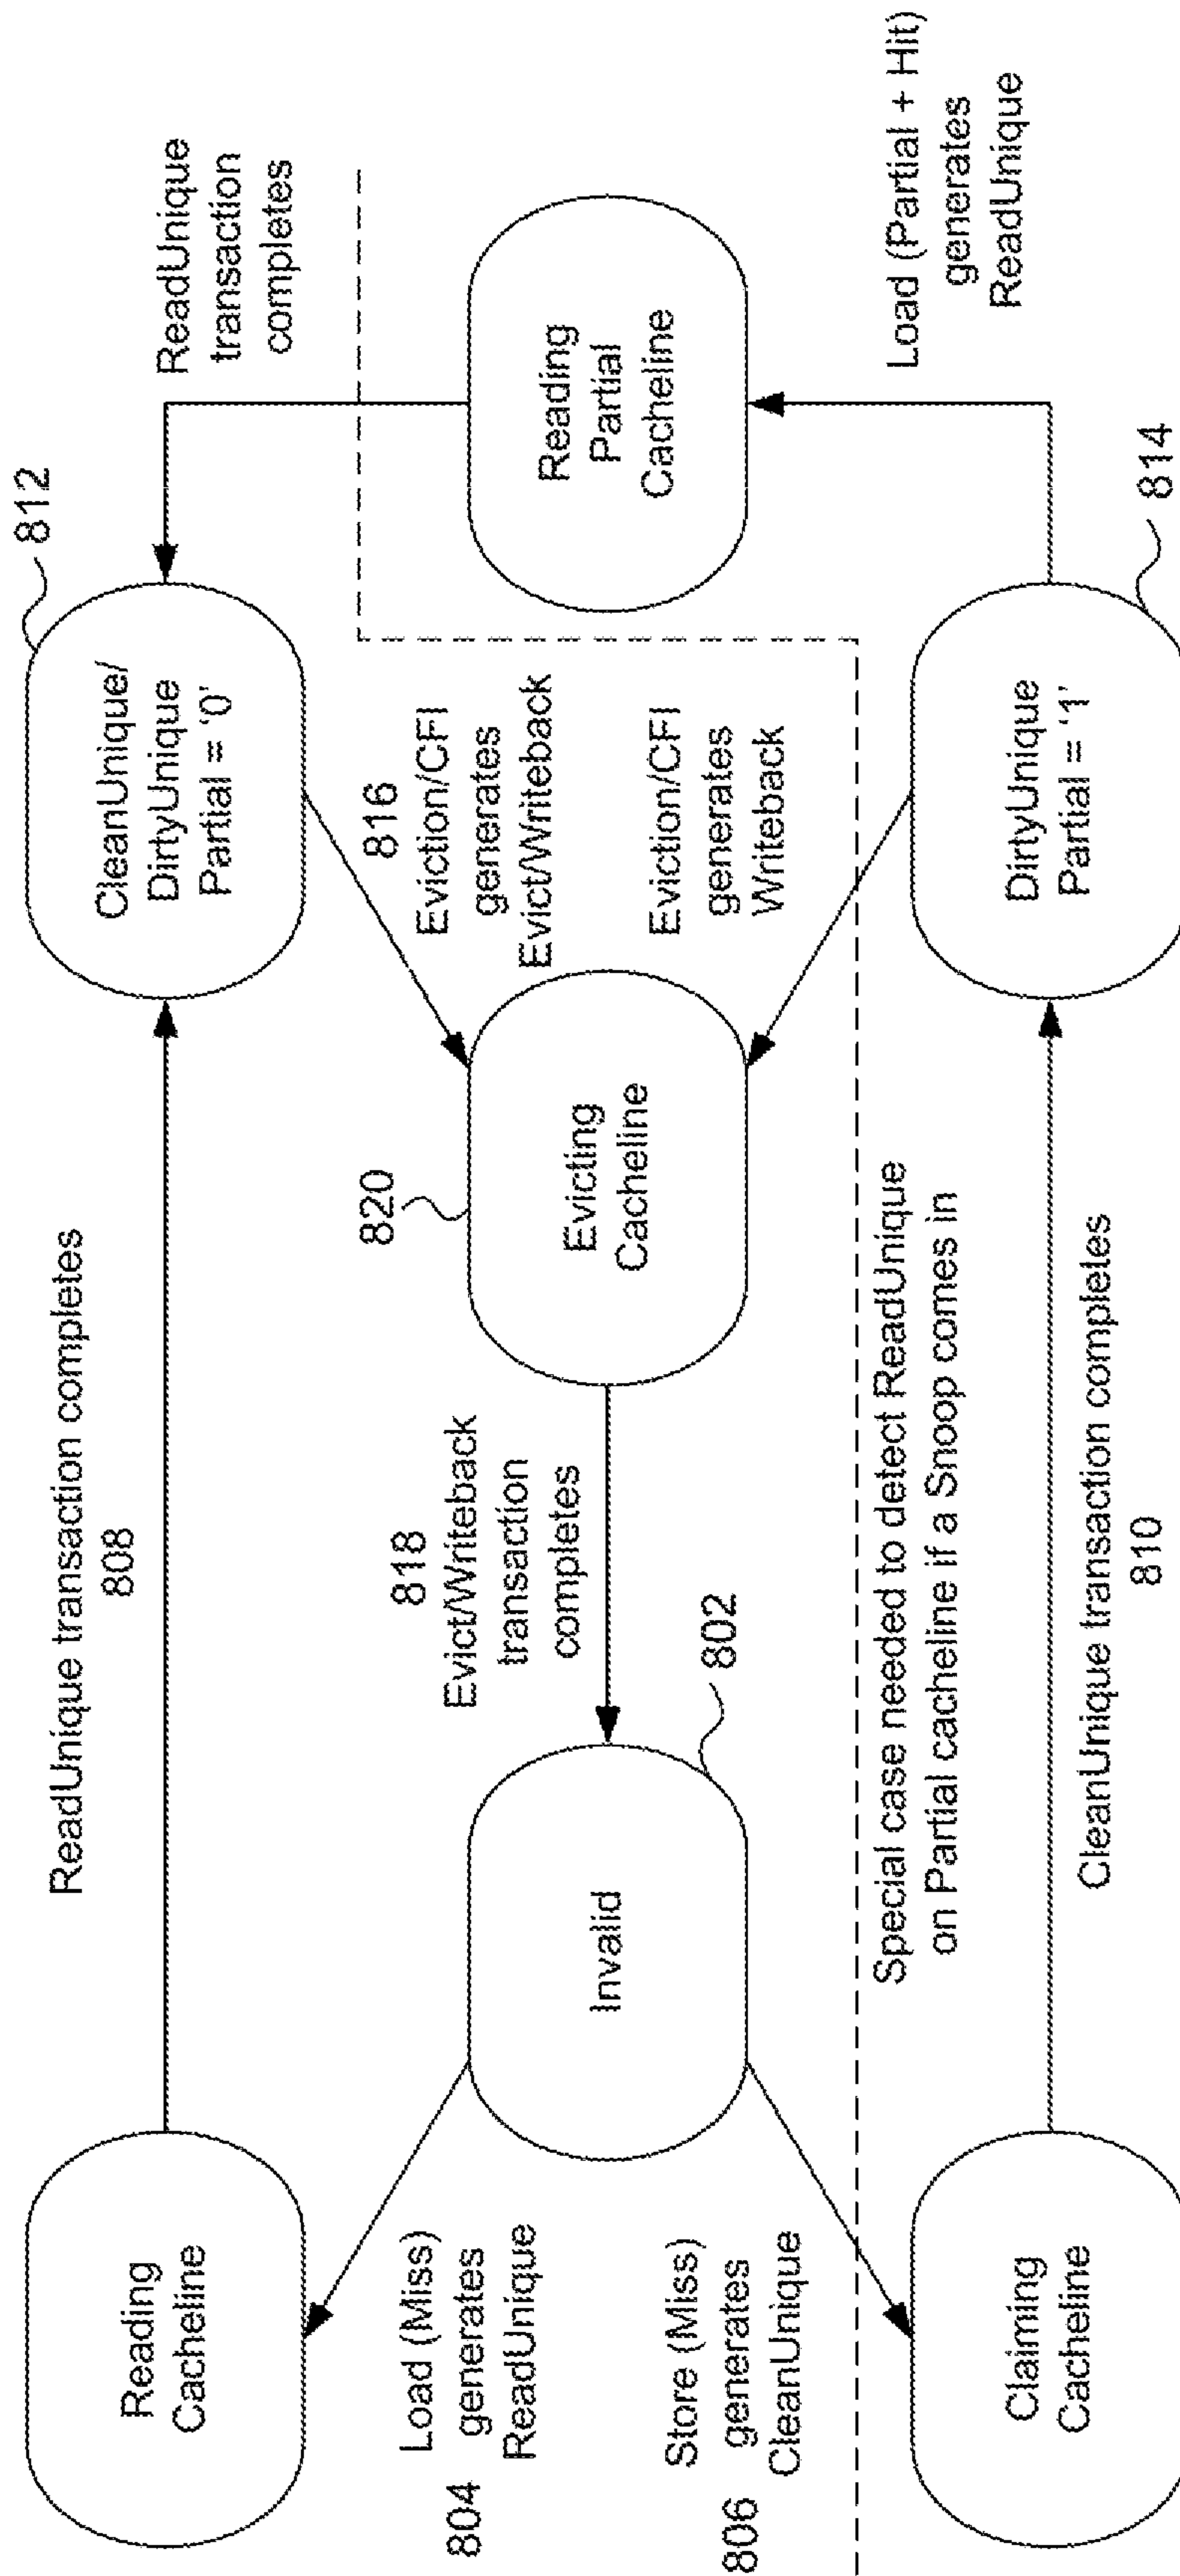 Reading
Cacheline
ReadUnique transaction completes
808
CleanUnique/
DirtyUnique
Partial = ‘0’
812
ReadUnique
transaction
completes
804
Load (Miss)
generates
ReadUnique
818
Evict/Writeback
transaction
completes
816
Eviction/CFI
generates
Evict/Writeback
Invalid
802
Evicting
Cacheline
820
Reading
Partial
Cacheline
806
Store (Miss)
generates
CleanUnique
Eviction/CFI
generates
Writeback
Special case needed to detect ReadUnique
on Partial cacheline if a Snoop comes in
Claiming
Cacheline
CleanUnique transaction completes
810
DirtyUnique
Partial = ‘1’
814
Load (Partial + Hit)
generates
ReadUnique